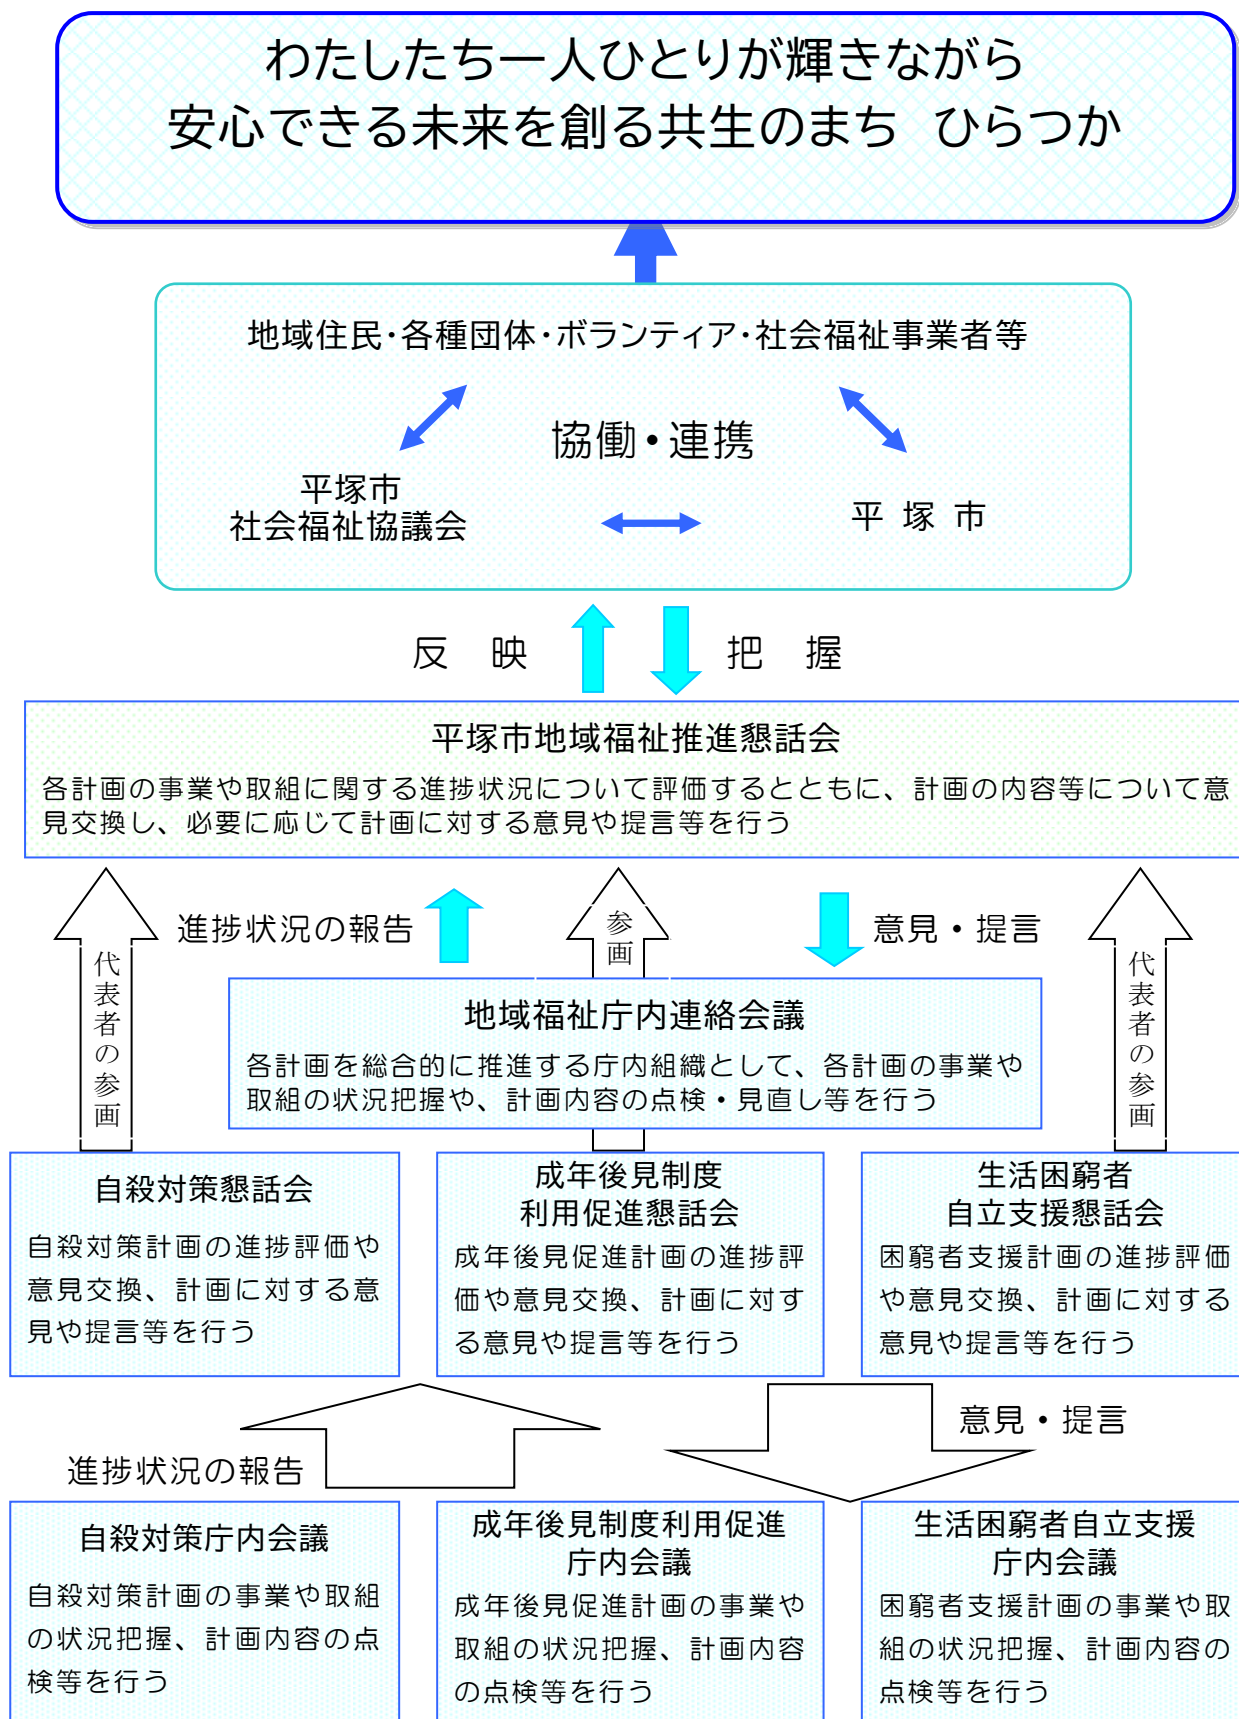 わたしたち一人ひとりが輝きながら
安心できる未来を創る共生のまち ひらつか
地域住民・各種団体・ボランティア・社会福祉事業者等
協働・連携
平塚市
社会福祉協議会
平 塚 市
反 映
把 握
平塚市地域福祉推進懇話会
各計画の事業や取組に関する進捗状況について評価するとともに、計画の内容等について意
見交換し、必要に応じて計画に対する意見や提言等を行う
代表者の参画
進捗状況の報告
参画
意見・提言
代表者の参画
地域福祉庁内連絡会議
各計画を総合的に推進する庁内組織として、各計画の事業や
取組の状況把握や、計画内容の点検・見直し等を行う
自殺対策懇話会
自殺対策計画の進捗評価や
意見交換、計画に対する意
見や提言等を行う
成年後見制度
利用促進懇話会
成年後見促進計画の進捗評
価や意見交換、計画に対す
る意見や提言等を行う
生活困窮者
自立支援懇話会
困窮者支援計画の進捗評価
や意見交換、計画に対する
意見や提言等を行う
進捗状況の報告
意見・提言
自殺対策庁内会議
自殺対策計画の事業や取組
の状況把握、計画内容の点
検等を行う
成年後見制度利用促進
庁内会議
成年後見促進計画の事業や
取組の状況把握、計画内容
の点検等を行う
生活困窮者自立支援
庁内会議
困窮者支援計画の事業や取
組の状況把握、計画内容の
点検等を行う